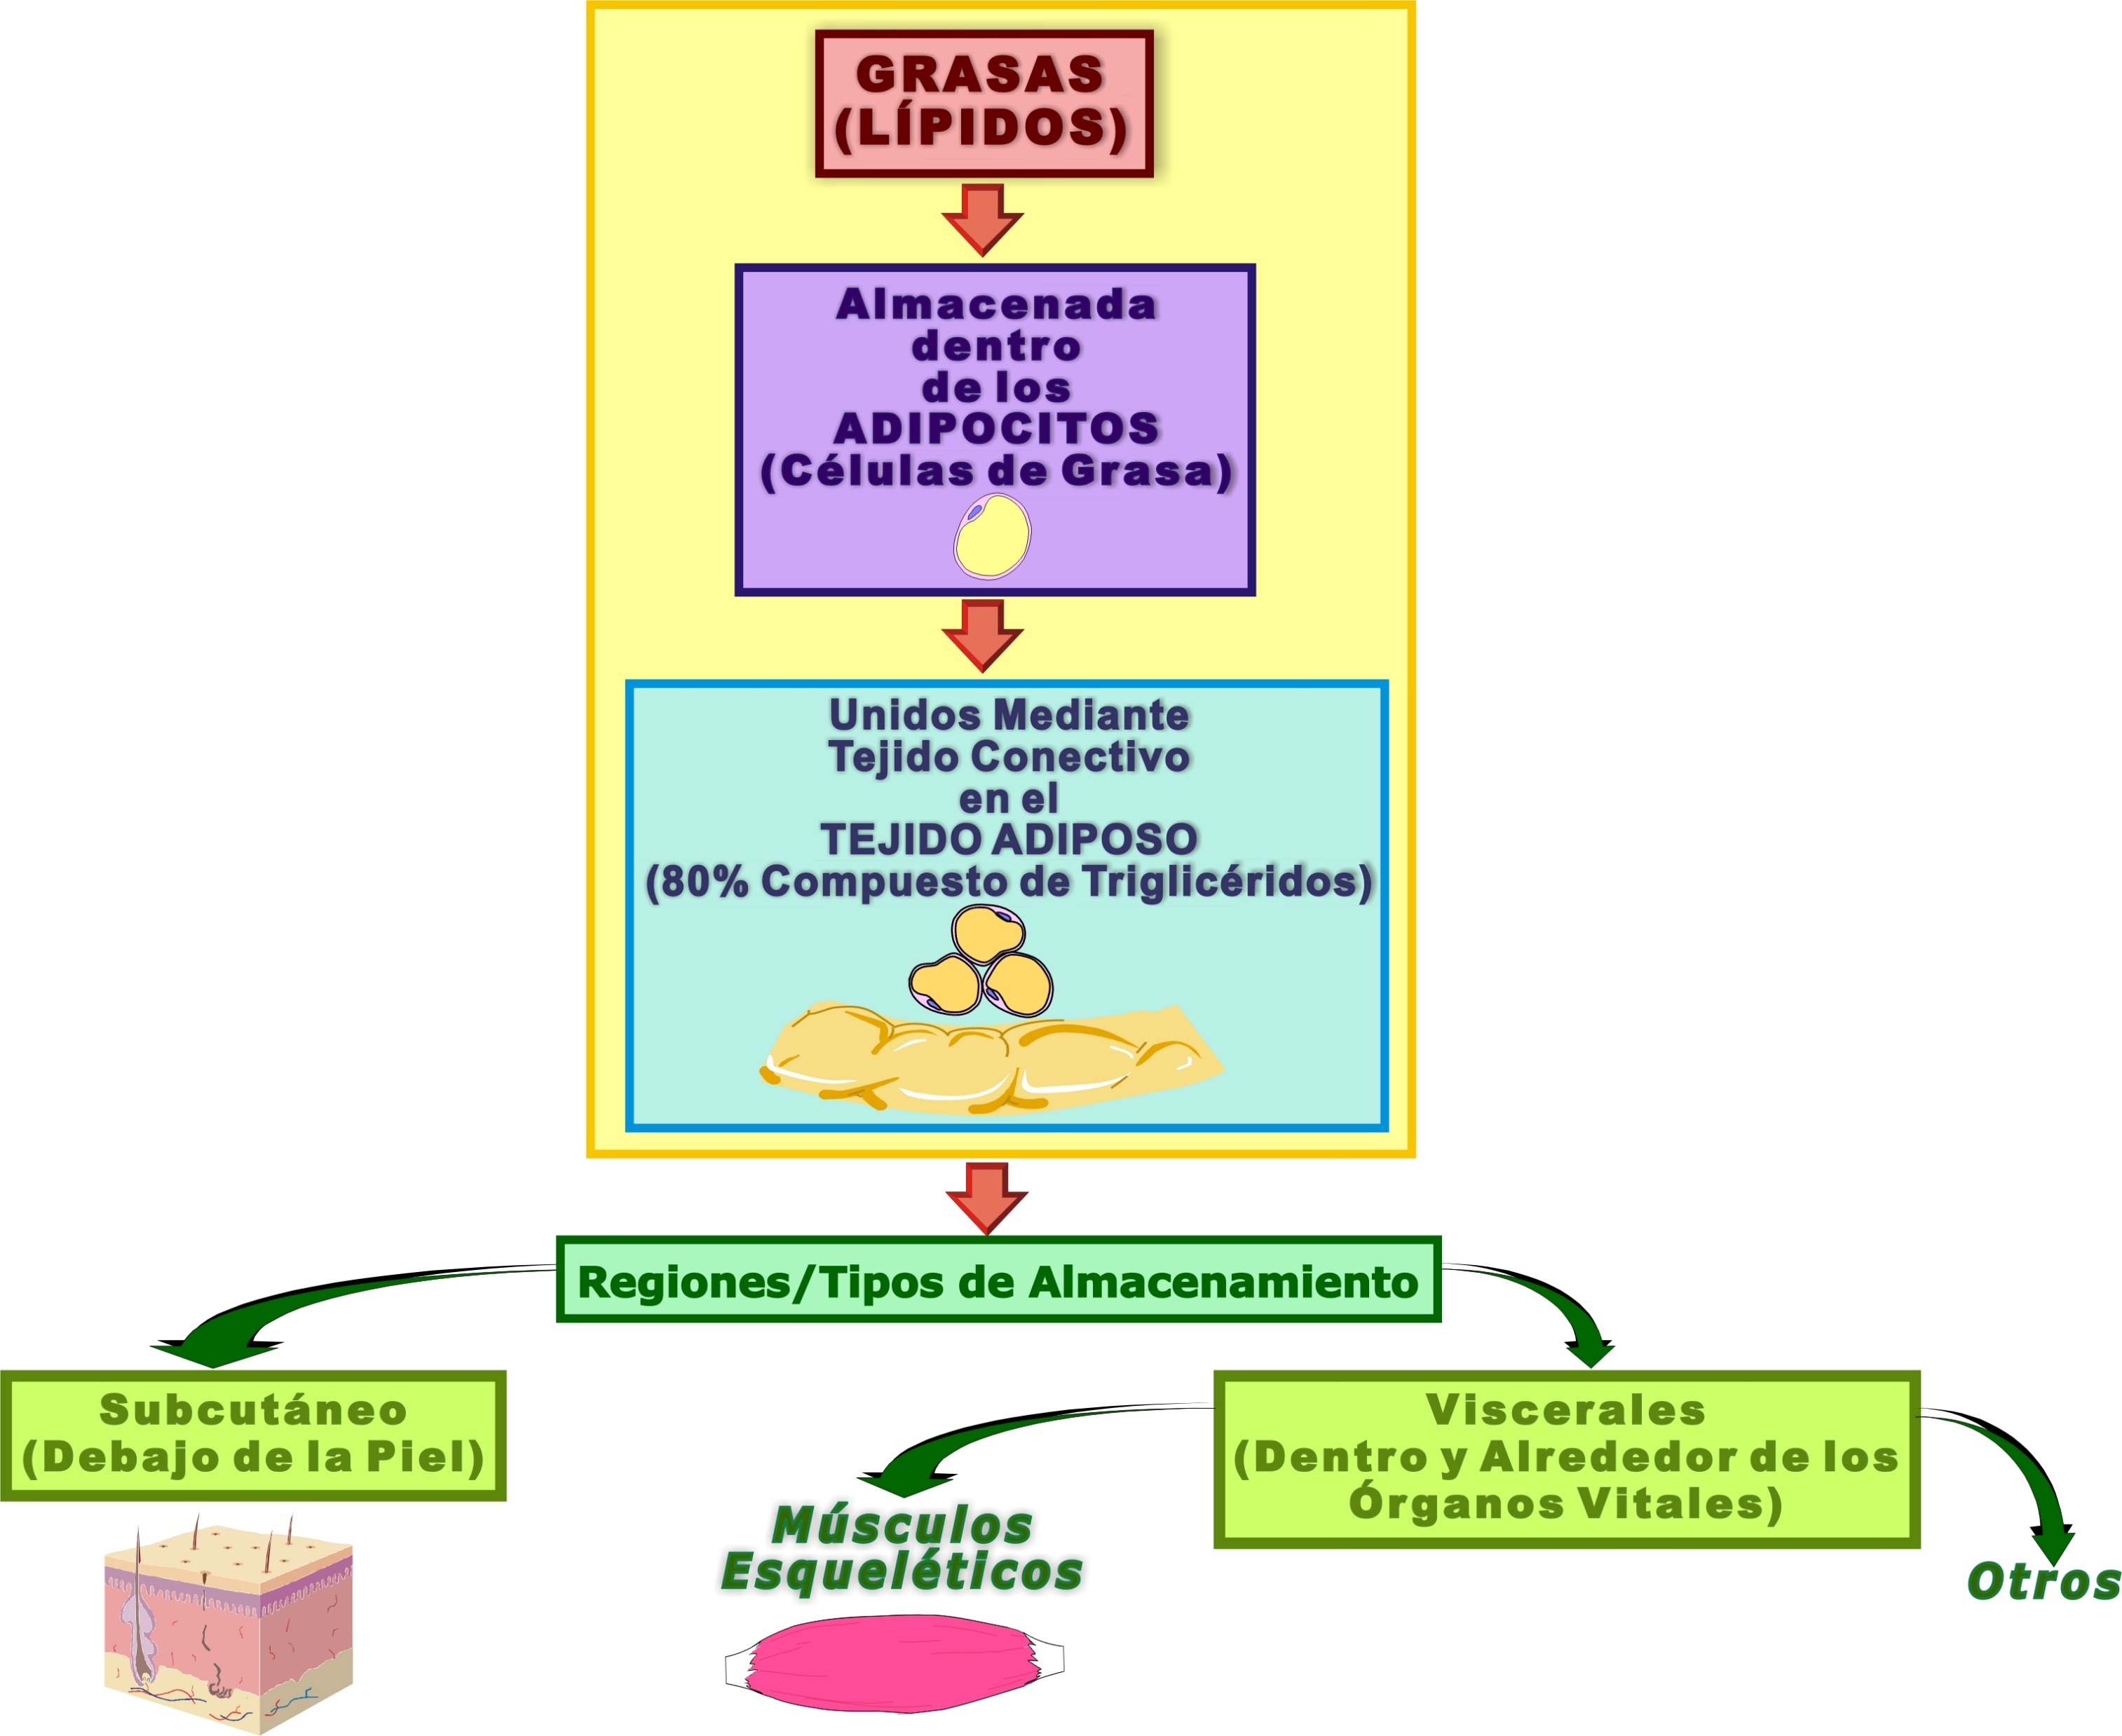 GRASAS
(LÍPIDOS)
Almacenada
dentro
de los
ADIPOCITOS
(Células de Grasa)
Unidos Mediante
Tejido Conectivo
en el
TEJIDO ADIPOSO
(80% Compuesto de Triglicéridos)
Regiones/Tipos de Almacenamiento
Subcutáneo
(Debajo de la Piel)
Viscerales
(Dentro y Alrededor de los
Órganos Vitales)
Músculos
Esqueléticos
Otros